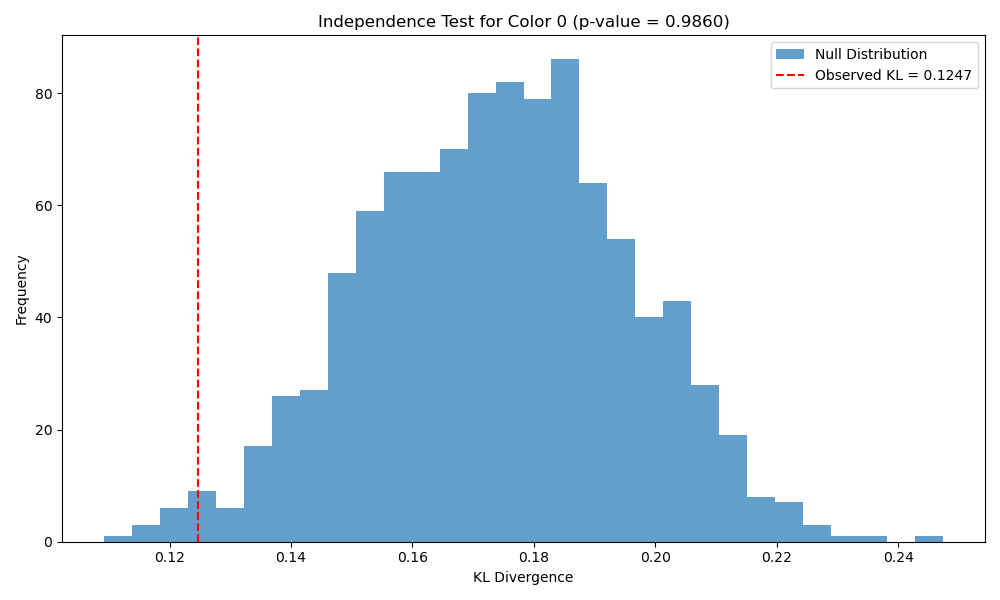 Independence Test for Color 0 (p-value = 0.9860)
Null Distribution
Observed KL = 0.1247
Frequency
80
60
40
20
0
0.12 0.14 0.16 0.18 0.20 0.22 0.24
KL Divergence